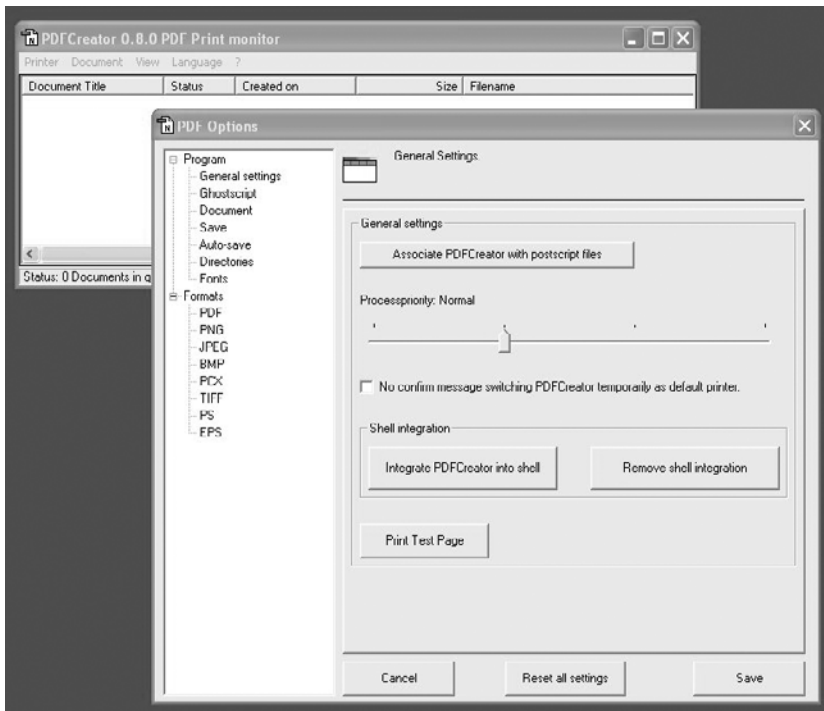 PDFCreator 0.8.0 PDF Print monitor
Printer Document View Language ?
Document Title Status Created on Size Filename
Status: 0 Documents in q
PDF Options
Program
General settings
Ghostscript
Document
Save
Auto-save
Directories
Fonts
Formats
PDF
PNG
JPEG
BMP
PCX
TIFF
PS
EPS
General Settings
General settings
Associate PDFCreator with postscript files
Processpriority: Normal
No confirm message switching PDFCreator temporarily as default printer.
Shell integration
Integrate PDFCreator into shell Remove shell integration
Print Test Page
Cancel Reset all settings Save